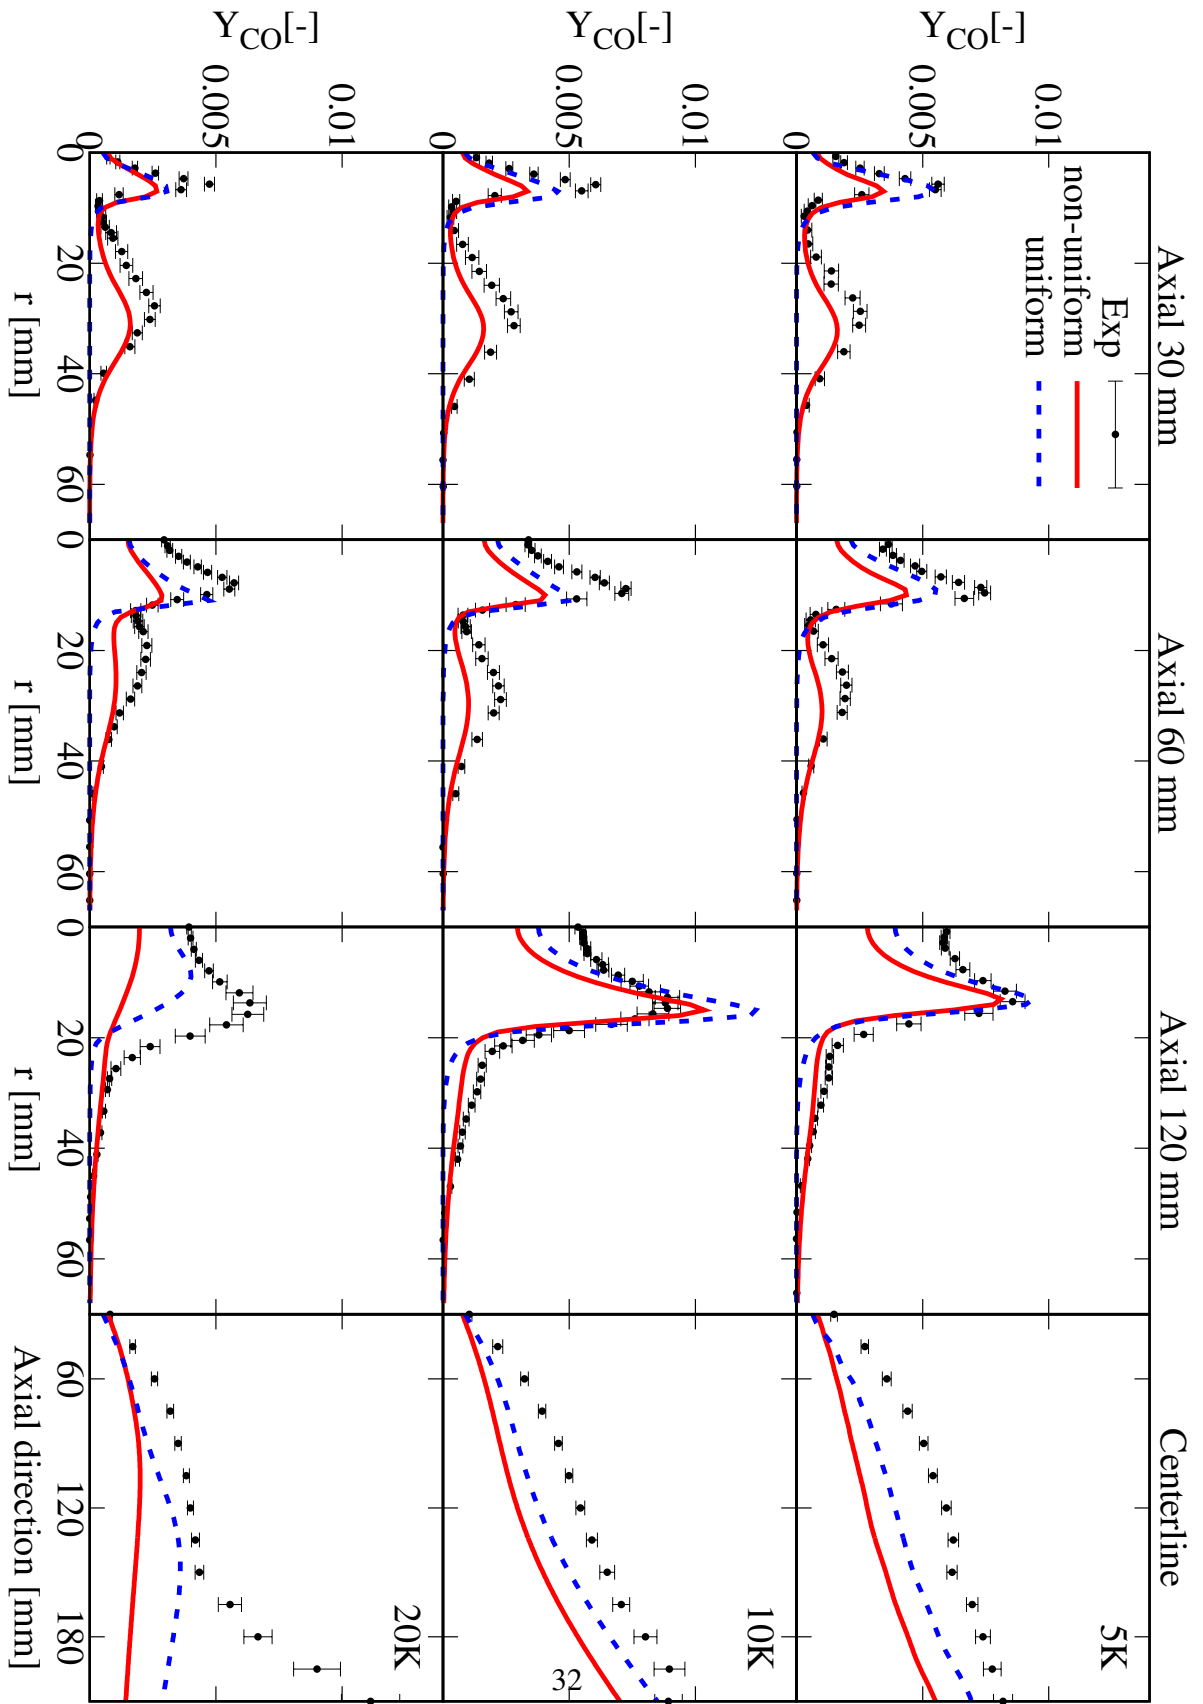 Axial 30 mm
Axial 60 mm
Axial 120 mm
Centerline
Y_CO[-]
0.01
0.005
0
Exp
non-uniform
uniform
5K
Y_CO[-]
0.01
0.005
0
10K
Y_CO[-]
0.01
0.005
0
20K
0 20 40 60
0 20 40 60
0 20 40 60
60 120 180
r [mm]
r [mm]
r [mm]
Axial direction [mm]
32